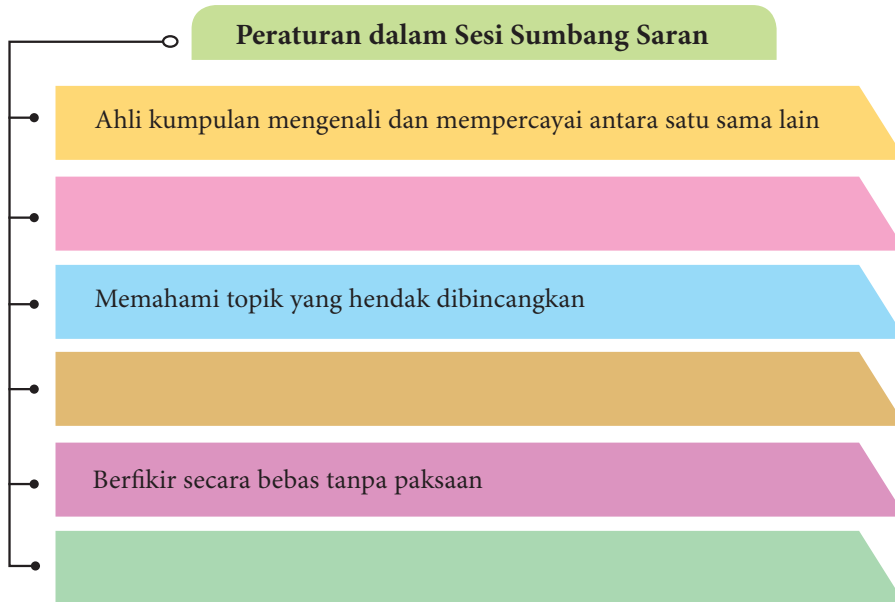 Peraturan dalam Sesi Sumbang Saran
Ahli kumpulan mengenali dan mempercayai antara satu sama lain
Memahami topik yang hendak dibincangkan
Berfikir secara bebas tanpa paksaan